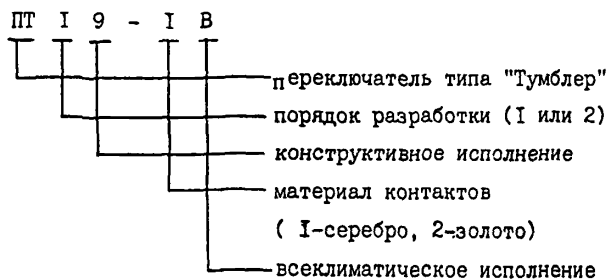 ПТ I 9 - I В
переключатель типа "Тумблер"
порядок разработки (I или 2)
конструктивное исполнение
материал контактов
( I-серебро, 2-золото)
всеклиматическое исполнение